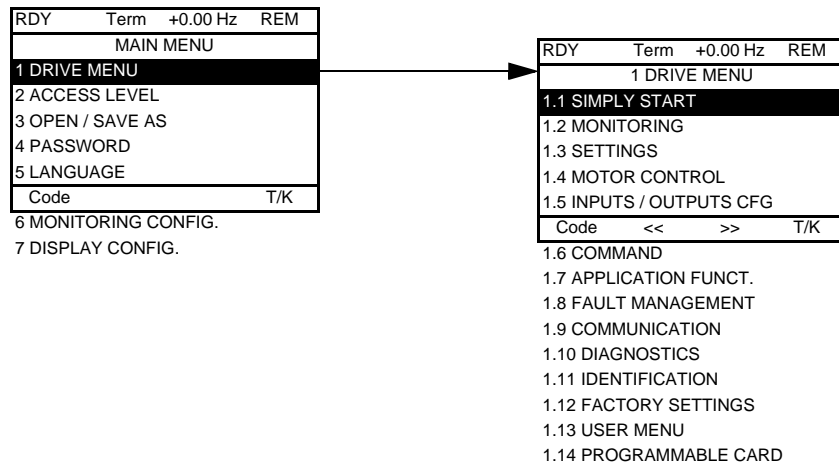 RDY Term +0.00 Hz REM
MAIN MENU
1 DRIVE MENU
2 ACCESS LEVEL
3 OPEN / SAVE AS
4 PASSWORD
5 LANGUAGE
Code T/K
6 MONITORING CONFIG.
7 DISPLAY CONFIG.
RDY Term +0.00 Hz REM
1 DRIVE MENU
1.1 SIMPLY START
1.2 MONITORING
1.3 SETTINGS
1.4 MOTOR CONTROL
1.5 INPUTS / OUTPUTS CFG
Code << >> T/K
1.6 COMMAND
1.7 APPLICATION FUNCT.
1.8 FAULT MANAGEMENT
1.9 COMMUNICATION
1.10 DIAGNOSTICS
1.11 IDENTIFICATION
1.12 FACTORY SETTINGS
1.13 USER MENU
1.14 PROGRAMMABLE CARD